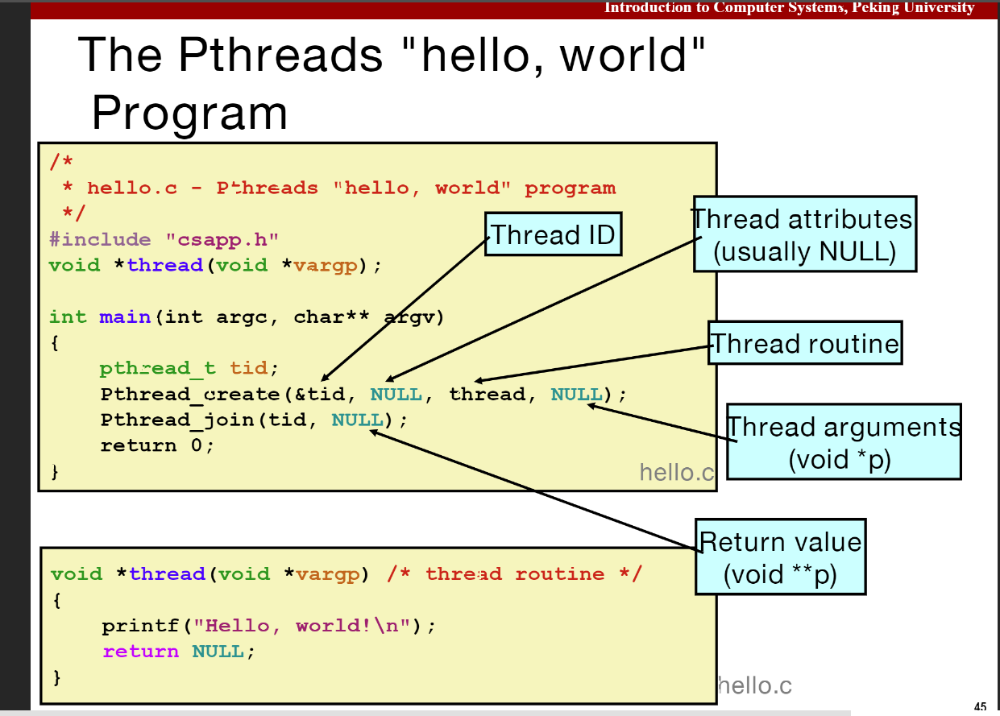 Introduction to Computer Systems, Peking University
The Pthreads "hello, world"
Program
/*
 * hello.c - Pthreads "hello, world" program
 */
#include "csapp.h"
void *thread(void *vargp);
int main(int argc, char** argv)
{
    pthread_t tid;
    Pthread_create(&tid, NULL, thread, NULL);
    Pthread_join(tid, NULL);
    return 0;
}
hello.c
Thread ID
Thread attributes
(usually NULL)
Thread routine
Thread arguments
(void *p)
Return value
(void **p)
void *thread(void *vargp) /* thread routine */
{
    printf("Hello, world!\n");
    return NULL;
}
hello.c
45